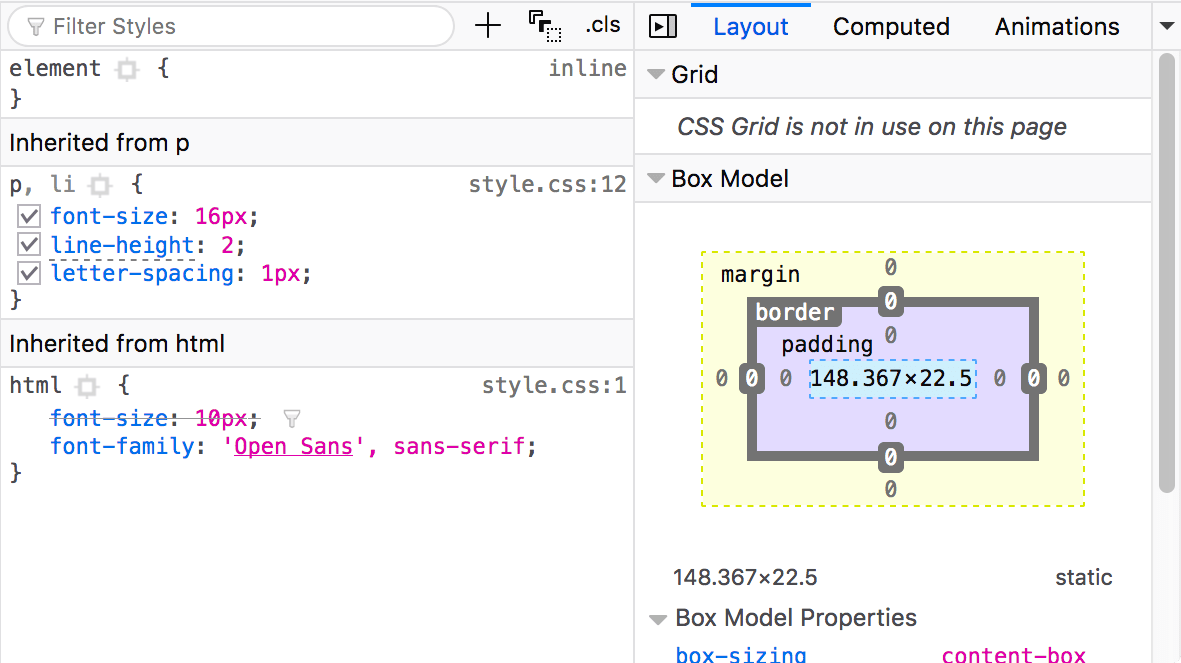 Filter Styles
.cls
element {
inline
}
Inherited from p
p, li {
style.css:12
font-size: 16px;
line-height: 2;
letter-spacing: 1px;
}
Inherited from html
html {
style.css:1
font-size: 10px;
font-family: 'Open Sans', sans-serif;
}
Layout
Computed
Animations
Grid
CSS Grid is not in use on this page
Box Model
margin
0
border
0
padding
0
0
0
0
148.367×22.5
0
0
0
0
0
0
148.367×22.5
static
Box Model Properties
box-sizing
content-box